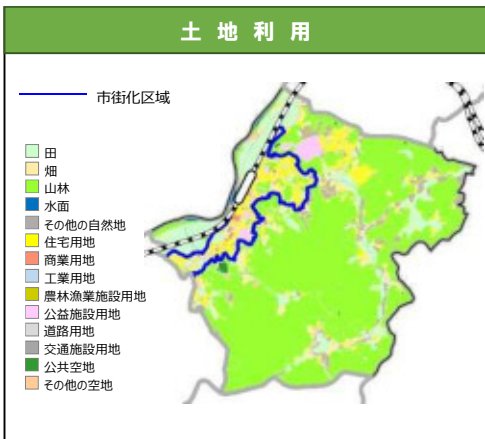 土 地 利 用
市街化区域
田
畑
山林
水面
その他の自然地
住宅用地
商業用地
工業用地
農林漁業施設用地
公益施設用地
道路用地
交通施設用地
公共空地
その他の空地